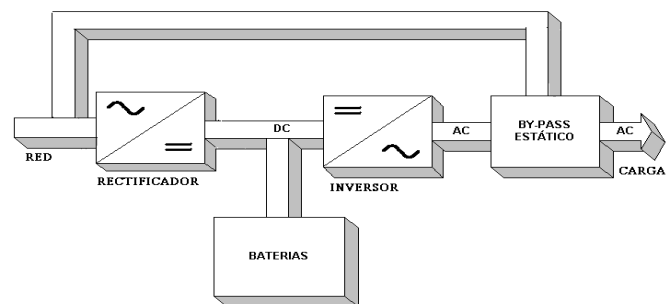 RED
RECTIFICADOR
DC
INVERSOR
AC
BY-PASS
ESTÁTICO
AC
CARGA
BATERIAS